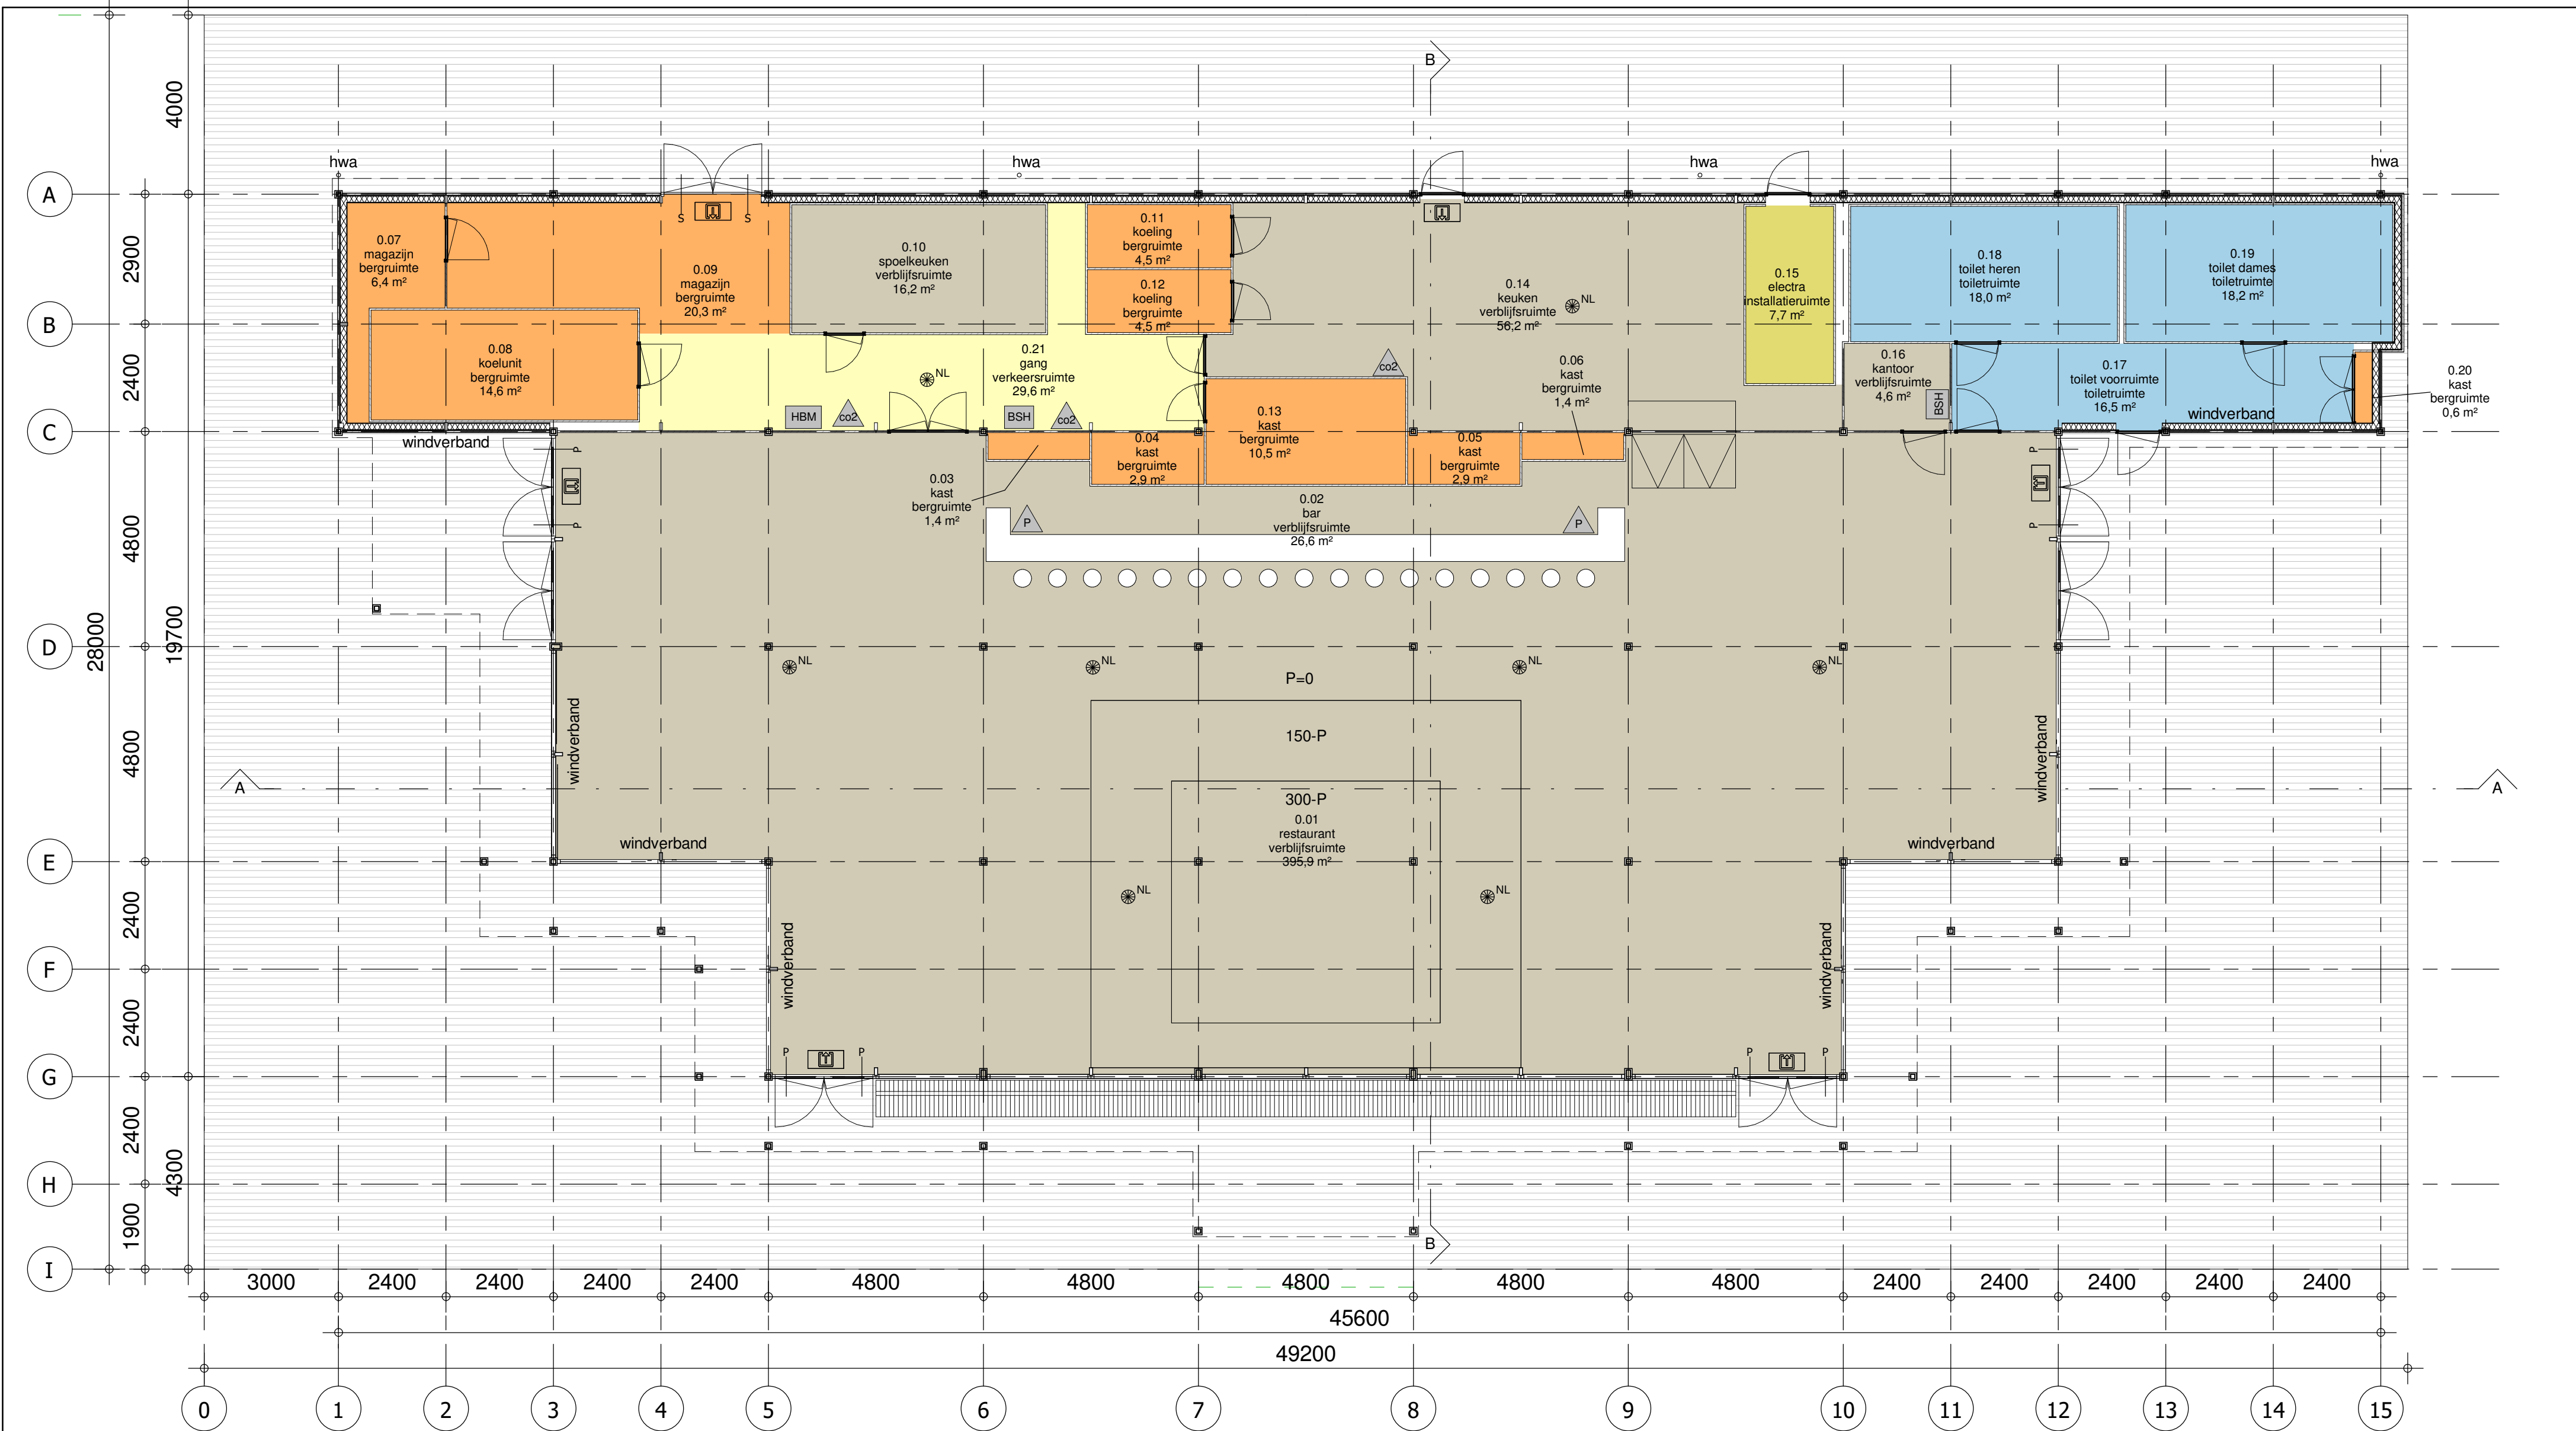 B
4000
hwa
hwa
hwa
hwa
A
S
S
0.07
magazijn
bergruimte
6,4 m²
0.09
magazijn
bergruimte
20,3 m²
0.10
spoelkeuken
verblijfsruimte
16,2 m²
0.11
koeling
bergruimte
4,5 m²
0.12
koeling
bergruimte
4,5 m²
0.14
keuken
verblijfsruimte
56,2 m²
NL
0.15
electra
installatieruimte
7,7 m²
0.18
toilet heren
toiletruimte
18,0 m²
0.19
toilet dames
toiletruimte
18,2 m²
2900
B
0.08
koelunit
bergruimte
14,6 m²
NL
0.21
gang
verkeersruimte
29,6 m²
co2
0.06
kast
bergruimte
1,4 m²
0.16
kantoor
verblijfsruimte
4,6 m²
BSH
0.17
toilet voorruimte
toiletruimte
16,5 m²
windverband
0.20
kast
bergruimte
0,6 m²
2400
HBM
co2
BSH
co2
0.13
kast
bergruimte
10,5 m²
C
windverband
0.04
kast
bergruimte
2,9 m²
0.05
kast
bergruimte
2,9 m²
P
P
P
P
0.03
kast
bergruimte
1,4 m²
0.02
bar
verblijfsruimte
26,6 m²
P
P
4800
28000
19700
D
NL
NL
NL
NL
P=0
150-P
windverband
windverband
4800
A
A
300-P
0.01
restaurant
verblijfsruimte
395,9 m²
windverband
windverband
E
NL
NL
2400
windverband
windverband
F
2400
P
P
P
P
G
2400
4300
H
1900
B
I
3000
2400
2400
2400
2400
4800
4800
4800
4800
4800
2400
2400
2400
2400
2400
45600
49200
0
1
2
3
4
5
6
7
8
9
10
11
12
13
14
15